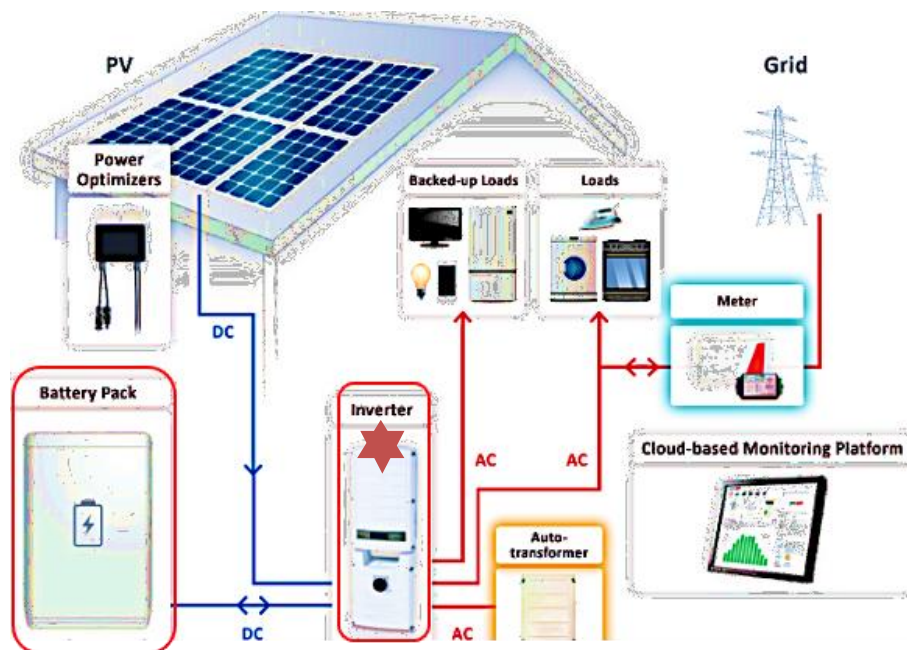 PV
Grid
Power
Optimizers
Backed-up Loads
Loads
DC
Meter
Battery Pack
Inverter
AC
AC
Cloud-based Monitoring Platform
Auto-
transformer
DC
AC